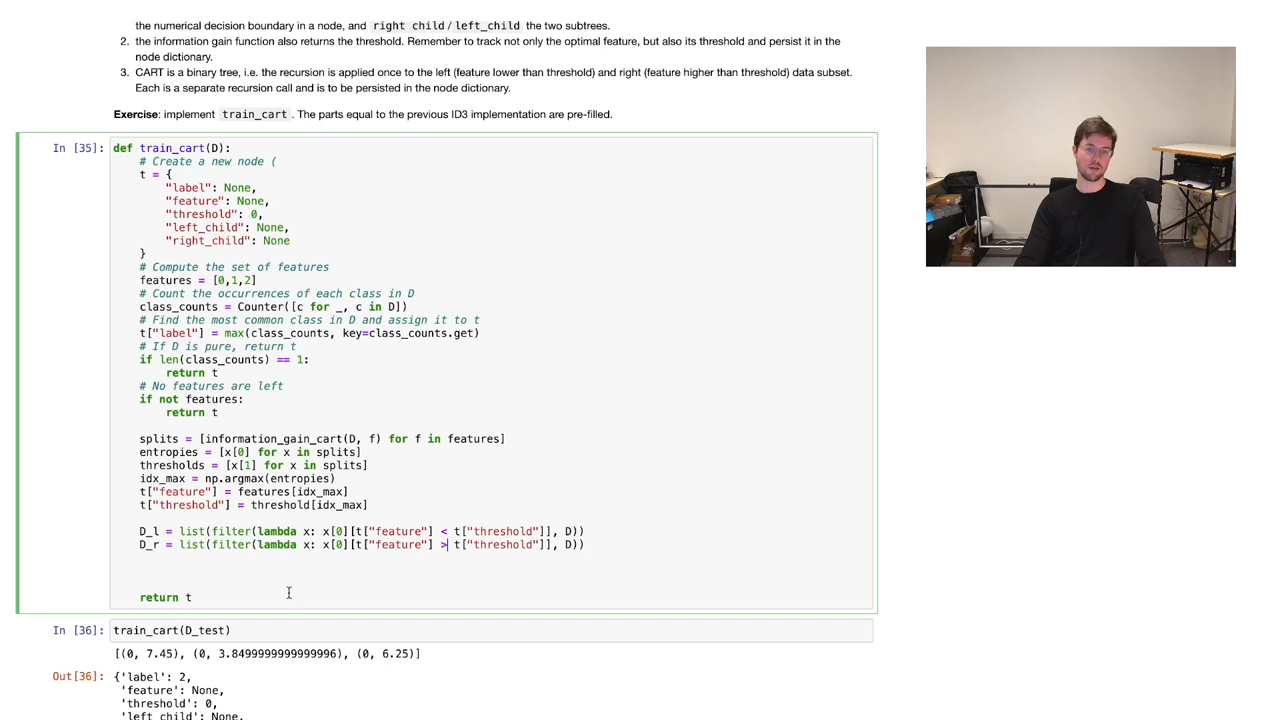 the numerical decision boundary in a node, and right child / left_child the two subtrees.
2. the information gain function also returns the threshold. Remember to track not only the optimal feature, but also its threshold and persist it in the
node dictionary.
3. CART is a binary tree, i.e. the recursion is applied once to the left (feature lower than threshold) and right (feature higher than threshold) data subset.
Each is a separate recursion call and is to be persisted in the node dictionary.
Exercise: implement train_cart . The parts equal to the previous ID3 implementation are pre-filled.
In [35]: def train_cart(D):
# Create a new node (
t = {
"label": None,
"feature": None,
"threshold": 0,
"left_child": None,
"right_child": None
}
# Compute the set of features
features = [0,1,2]
# Count the occurrences of each class in D
class_counts = Counter([c for _, c in D])
# Find the most common class in D and assign it to t
t["label"] = max(class_counts, key=class_counts.get)
# If D is pure, return t
if len(class_counts) == 1:
return t
# No features are left
if not features:
return t
splits = [information_gain_cart(D, f) for f in features]
entropies = [x[0] for x in splits]
thresholds = [x[1] for x in splits]
idx_max = np.argmax(entropies)
t["feature"] = features[idx_max]
t["threshold"] = threshold[idx_max]
D_l = list(filter(lambda x: x[0][t["feature"] < t["threshold"]], D))
D_r = list(filter(lambda x: x[0][t["feature"] > t["threshold"]], D))
return t
In [36]: train_cart(D_test)
[(0, 7.45), (0, 3.8499999999999996), (0, 6.25)]
Out[36]: {'label': 2,
'feature': None,
'threshold': 0,
'left_child': None,